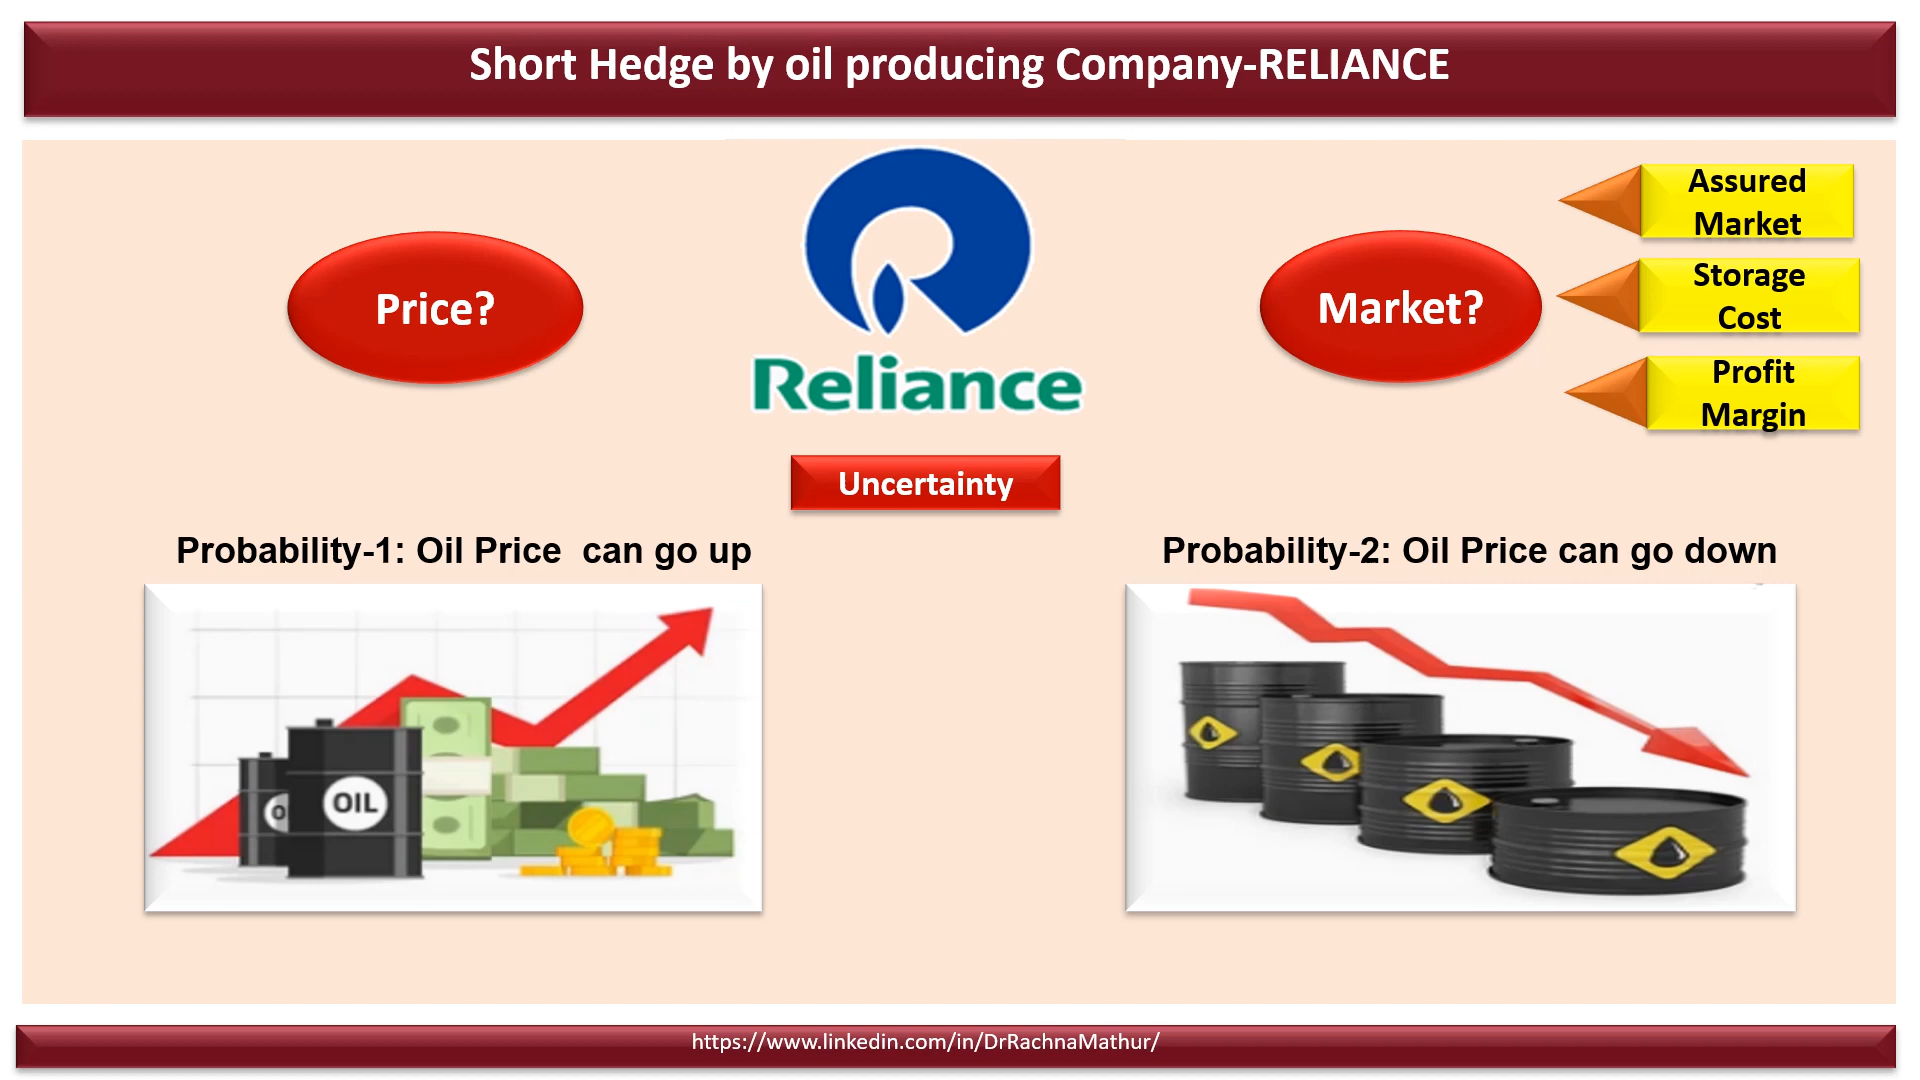 Short Hedge by oil producing Company-RELIANCE
Price?
Reliance
Market?
Assured
Market
Storage
Cost
Profit
Margin
Uncertainty
Probability-1: Oil Price  can go up
Probability-2: Oil Price can go down
OIL
https://www.linkedin.com/in/DrRachnaMathur/